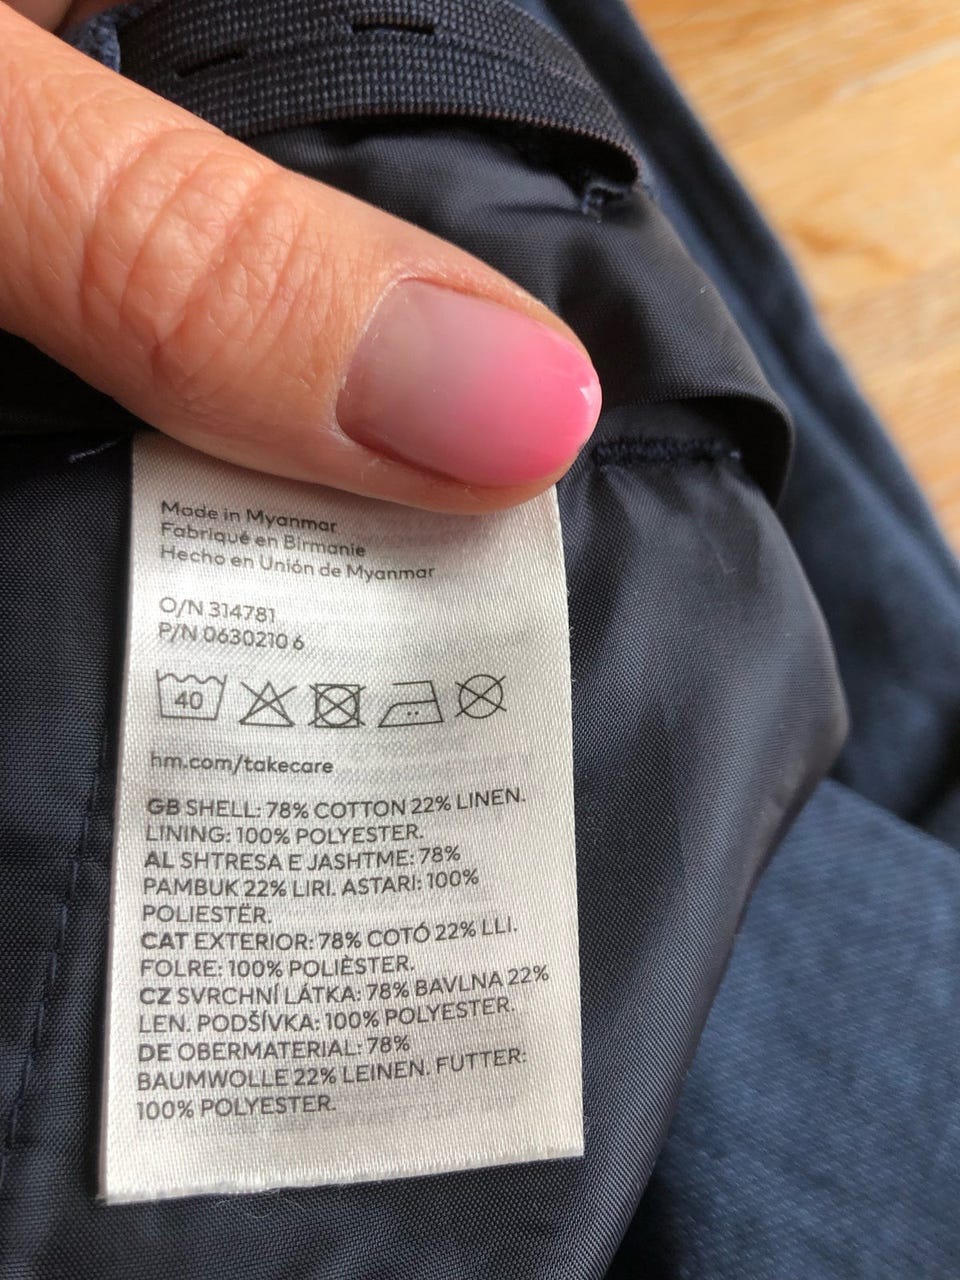 Made in Myanmar
Fabriqué en Birmanie
Hecho en Unión de Myanmar
O/N 314781
P/N 0630210 6
40
hm.com/takecare
GB SHELL: 78% COTTON 22% LINEN.
LINING: 100% POLYESTER.
AL SHTRESA E JASHTME: 78%
PAMBUK 22% LIRI. ASTARI: 100%
POLIESTËR.
CAT EXTERIOR: 78% COTÓ 22% LLI.
FOLRE: 100% POLIÈSTER.
CZ SVRCHNÍ LÁTKA: 78% BAVLNA 22%
LEN. PODŠÍVKA: 100% POLYESTER.
DE OBERMATERIAL: 78%
BAUMWOLLE 22% LEINEN. FUTTER:
100% POLYESTER.